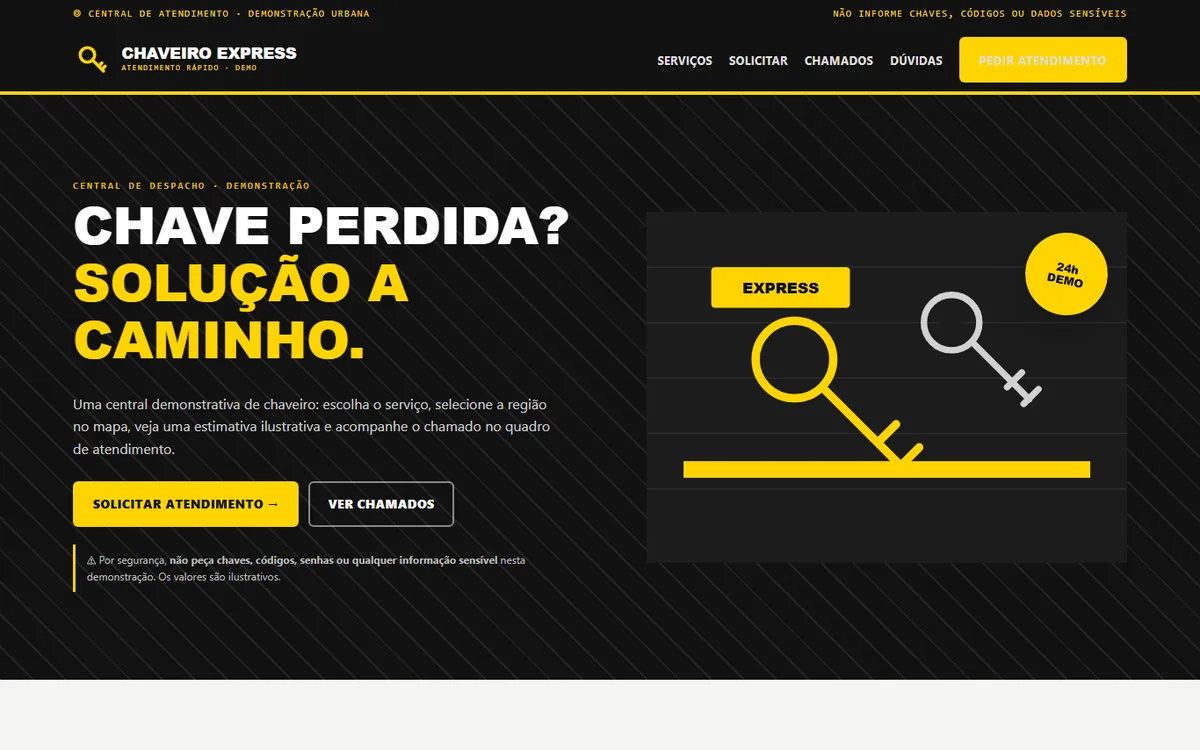 ⚙ CENTRAL DE ATENDIMENTO · DEMONSTRAÇÃO URBANA
NÃO INFORME CHAVES, CÓDIGOS OU DADOS SENSÍVEIS
CHAVEIRO EXPRESS
ATENDIMENTO RÁPIDO · DEMO
SERVIÇOS
SOLICITAR
CHAMADOS
DÚVIDAS
PEDIR ATENDIMENTO
CENTRAL DE DESPACHO · DEMONSTRAÇÃO
CHAVE PERDIDA?
SOLUÇÃO A
CAMINHO.
Uma central demonstrativa de chaveiro: escolha o serviço, selecione a região
no mapa, veja uma estimativa ilustrativa e acompanhe o chamado no quadro
de atendimento.
SOLICITAR ATENDIMENTO →
VER CHAMADOS
⚠ Por segurança, não peça chaves, códigos, senhas ou qualquer informação sensível nesta
demonstração. Os valores são ilustrativos.
EXPRESS
24h
DEMO